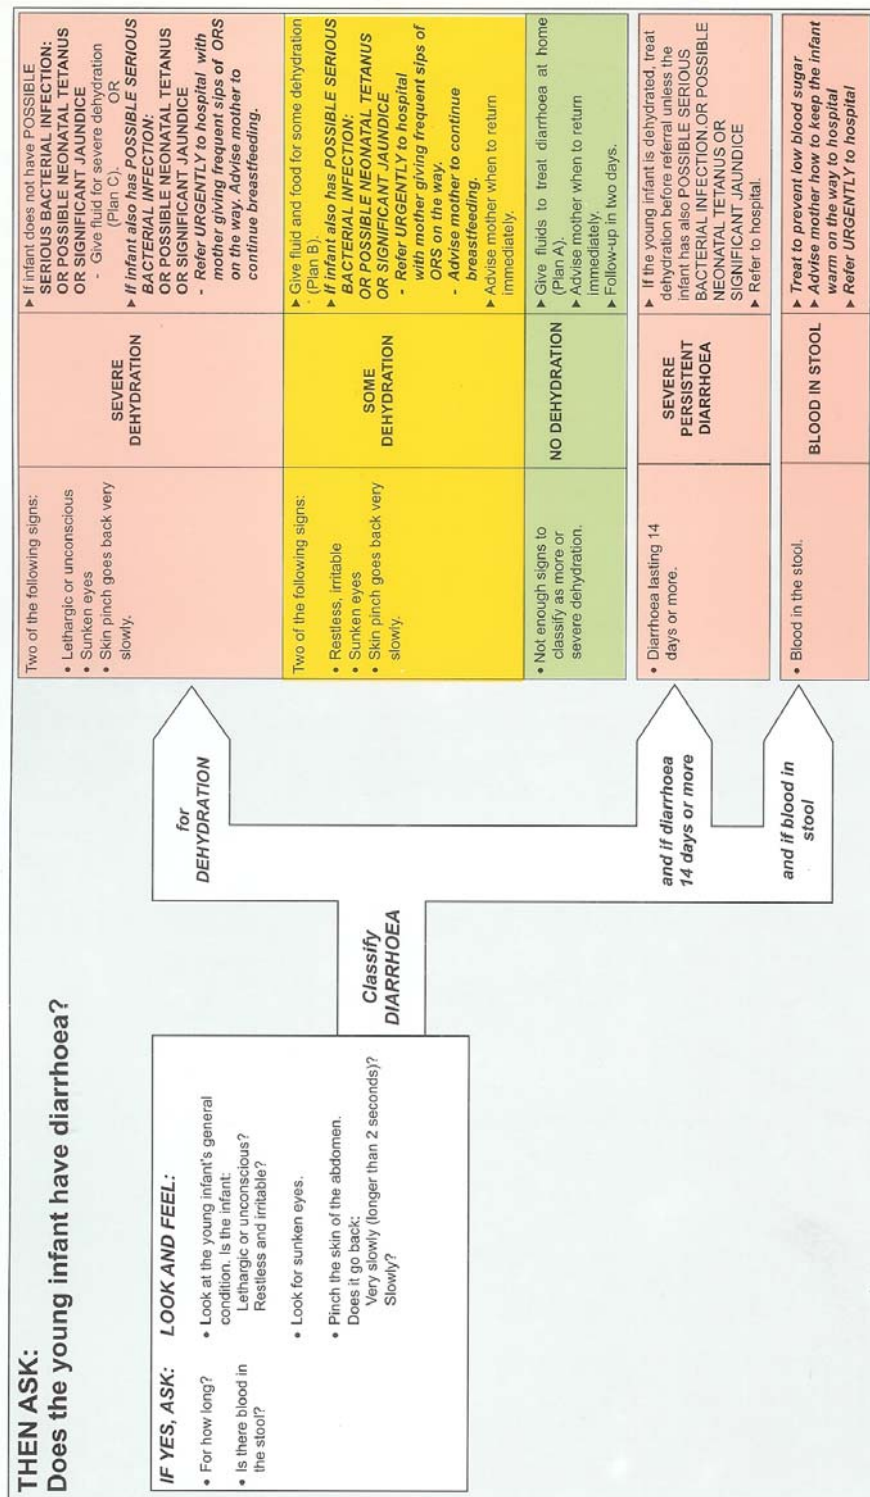 THEN ASK:
Does the young infant have diarrhoea?
IF YES, ASK:
• For how long?
• Is there blood in
the stool?
LOOK AND FEEL:
• Look at the young infant's general
condition. Is the infant:
Lethargic or unconscious?
Restless and irritable?
• Look for sunken eyes.
• Pinch the skin of the abdomen.
Does it go back:
Very slowly (longer than 2 seconds)?
Slowly?
Classify
DIARRHOEA
for
DEHYDRATION
and if diarrhoea
14 days or more
and if blood in
stool
Two of the following signs:
• Lethargic or unconscious
• Sunken eyes
• Skin pinch goes back very
slowly.
SEVERE
DEHYDRATION
► If infant does not have POSSIBLE
SERIOUS BACTERIAL INFECTION:
OR POSSIBLE NEONATAL TETANUS
OR SIGNIFICANT JAUNDICE
- Give fluid for severe dehydration
(Plan C). OR
► If infant also has POSSIBLE SERIOUS
BACTERIAL INFECTION:
OR POSSIBLE NEONATAL TETANUS
OR SIGNIFICANT JAUNDICE
- Refer URGENTLY to hospital with
mother giving frequent sips of ORS
on the way. Advise mother to
continue breastfeeding.
Two of the following signs:
• Restless, irritable
• Sunken eyes
• Skin pinch goes back very
slowly.
SOME
DEHYDRATION
► Give fluid and food for some dehydration
(Plan B).
► If infant also has POSSIBLE SERIOUS
BACTERIAL INFECTION:
OR POSSIBLE NEONATAL TETANUS
OR SIGNIFICANT JAUNDICE
- Refer URGENTLY to hospital
with mother giving frequent sips of
ORS on the way.
- Advise mother to continue
breastfeeding.
► Advise mother when to return
immediately.
• Not enough signs to
classify as more or
severe dehydration.
NO DEHYDRATION
► Give fluids to treat diarrhoea at home
(Plan A).
► Advise mother when to return
immediately.
► Follow-up in two days.
• Diarrhoea lasting 14
days or more.
SEVERE
PERSISTENT
DIARRHOEA
► If the young infant is dehydrated, treat
dehydration before referral unless the
infant has also POSSIBLE SERIOUS
BACTERIAL INFECTION.OR POSSIBLE
NEONATAL TETANUS OR
SIGNIFICANT JAUNDICE
► Refer to hospital.
• Blood in the stool.
BLOOD IN STOOL
► Treat to prevent low blood sugar
► Advise mother how to keep the infant
warm on the way to hospital
► Refer URGENTLY to hospital